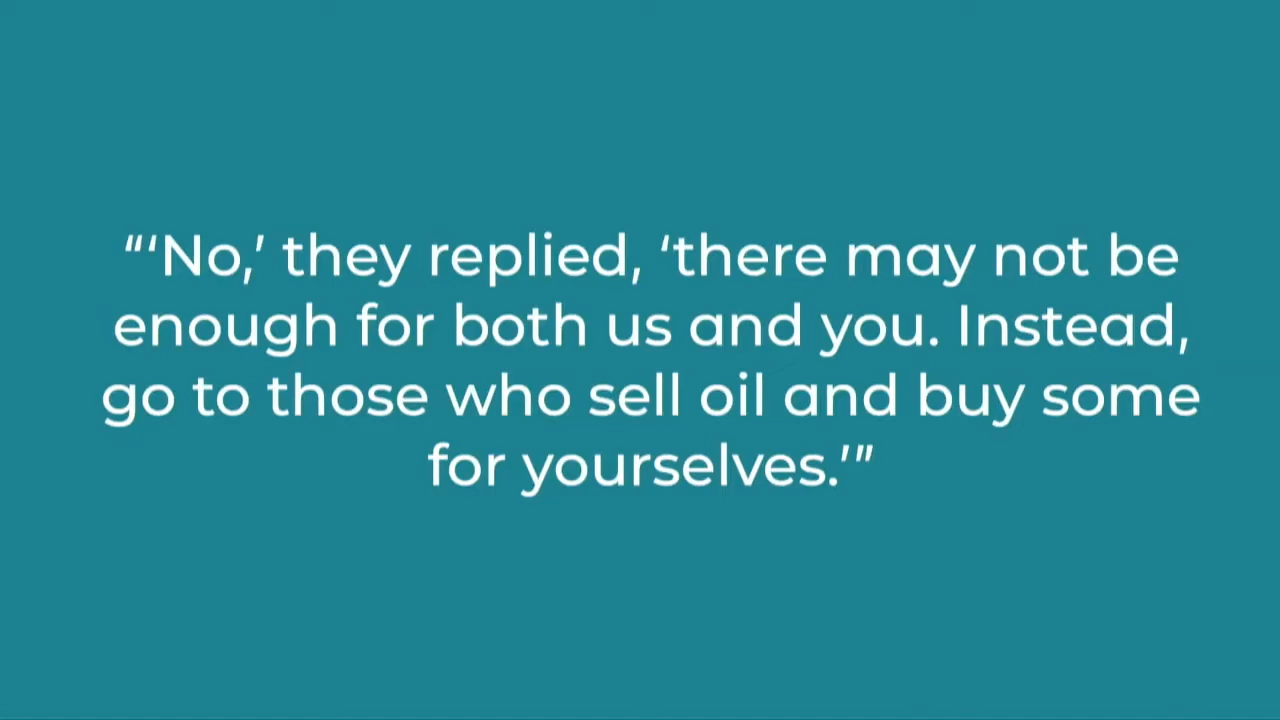 “‘No,’ they replied, ‘there may not be
enough for both us and you. Instead,
go to those who sell oil and buy some
for yourselves.’”